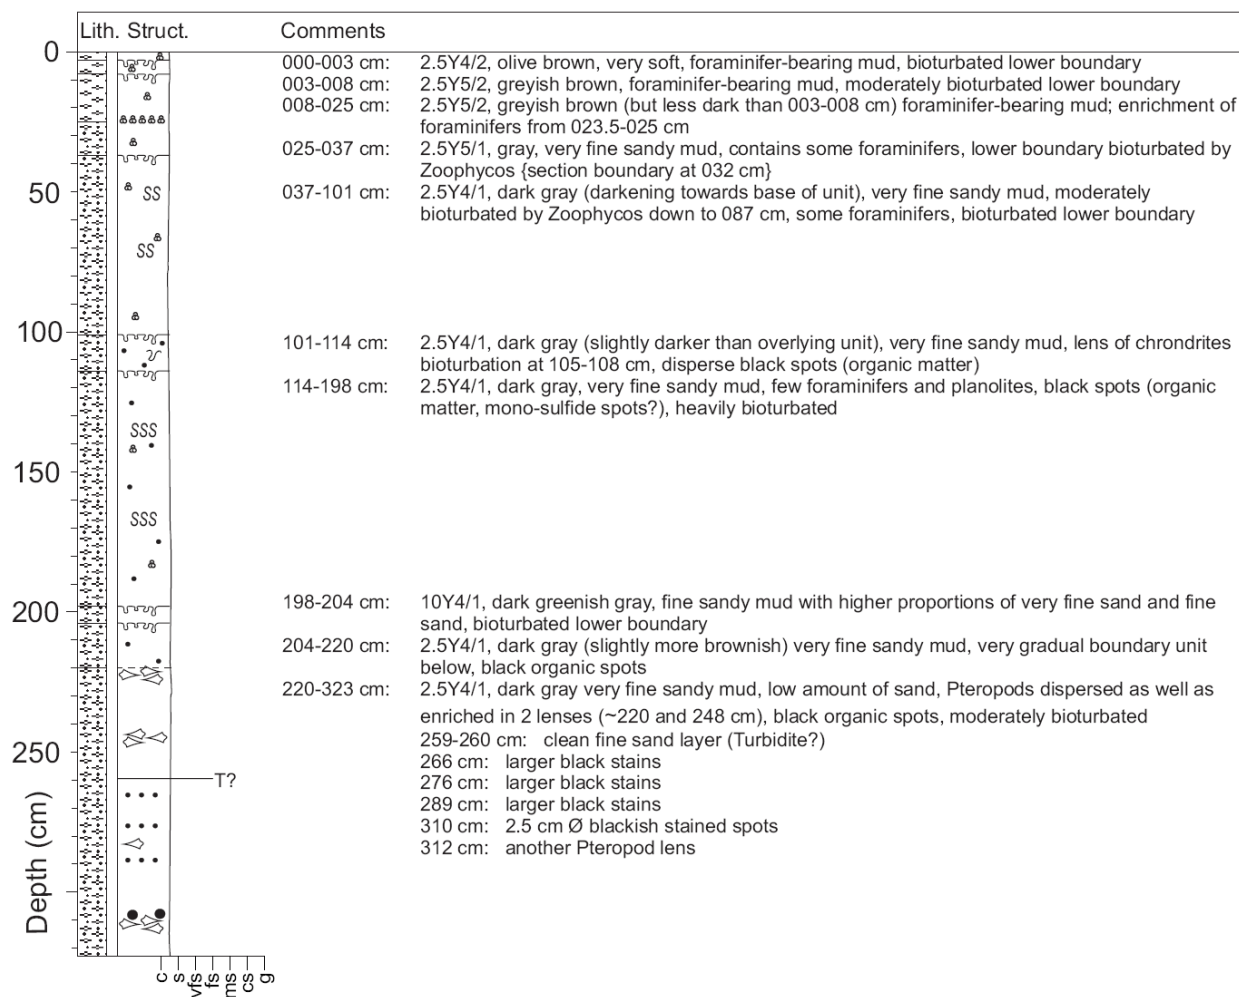 Lith. Struct. Comments
0
000-003 cm: 2.5Y4/2, olive brown, very soft, foraminifer-bearing mud, bioturbated lower boundary
003-008 cm: 2.5Y5/2, greyish brown, foraminifer-bearing mud, moderately bioturbated lower boundary
008-025 cm: 2.5Y5/2, greyish brown (but less dark than 003-008 cm) foraminifer-bearing mud; enrichment of
foraminifers from 023.5-025 cm
025-037 cm: 2.5Y5/1, gray, very fine sandy mud, contains some foraminifers, lower boundary bioturbated by
Zoophycos {section boundary at 032 cm}
50
SS
037-101 cm: 2.5Y4/1, dark gray (darkening towards base of unit), very fine sandy mud, moderately
bioturbated by Zoophycos down to 087 cm, some foraminifers, bioturbated lower boundary
SS
100
101-114 cm: 2.5Y4/1, dark gray (slightly darker than overlying unit), very fine sandy mud, lens of chrondrites
bioturbation at 105-108 cm, disperse black spots (organic matter)
114-198 cm: 2.5Y4/1, dark gray, very fine sandy mud, few foraminifers and planolites, black spots (organic
matter, mono-sulfide spots?), heavily bioturbated
SSS
150
SSS
200
198-204 cm: 10Y4/1, dark greenish gray, fine sandy mud with higher proportions of very fine sand and fine
sand, bioturbated lower boundary
204-220 cm: 2.5Y4/1, dark gray (slightly more brownish) very fine sandy mud, very gradual boundary unit
below, black organic spots
220-323 cm: 2.5Y4/1, dark gray very fine sandy mud, low amount of sand, Pteropods dispersed as well as
enriched in 2 lenses (~220 and 248 cm), black organic spots, moderately bioturbated
259-260 cm: clean fine sand layer (Turbidite?)
250
266 cm: larger black stains
T?
276 cm: larger black stains
289 cm: larger black stains
310 cm: 2.5 cm Ø blackish stained spots
312 cm: another Pteropod lens
Depth (cm)
c
s
vfs
fs
ms
cs
g